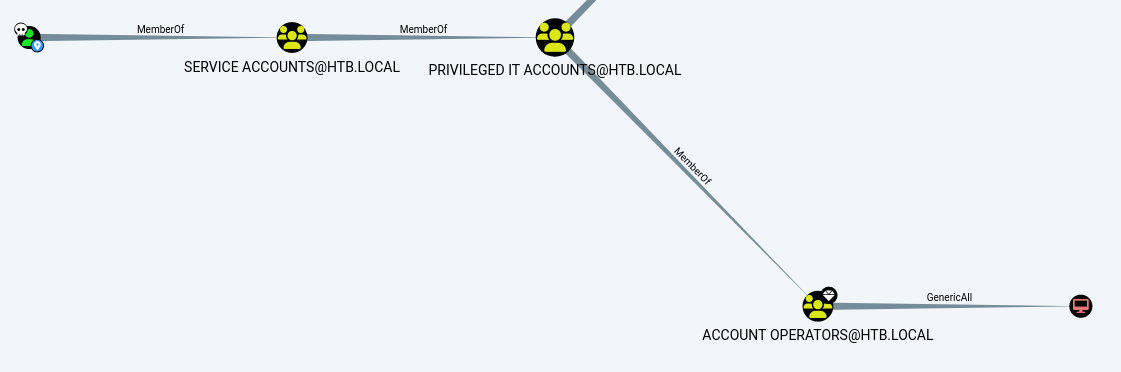 MemberOf
MemberOf
SERVICE ACCOUNTS@HTB.LOCAL
PRIVILEGED IT ACCOUNTS@HTB.LOCAL
MemberOf
GenericAll
ACCOUNT OPERATORS@HTB.LOCAL